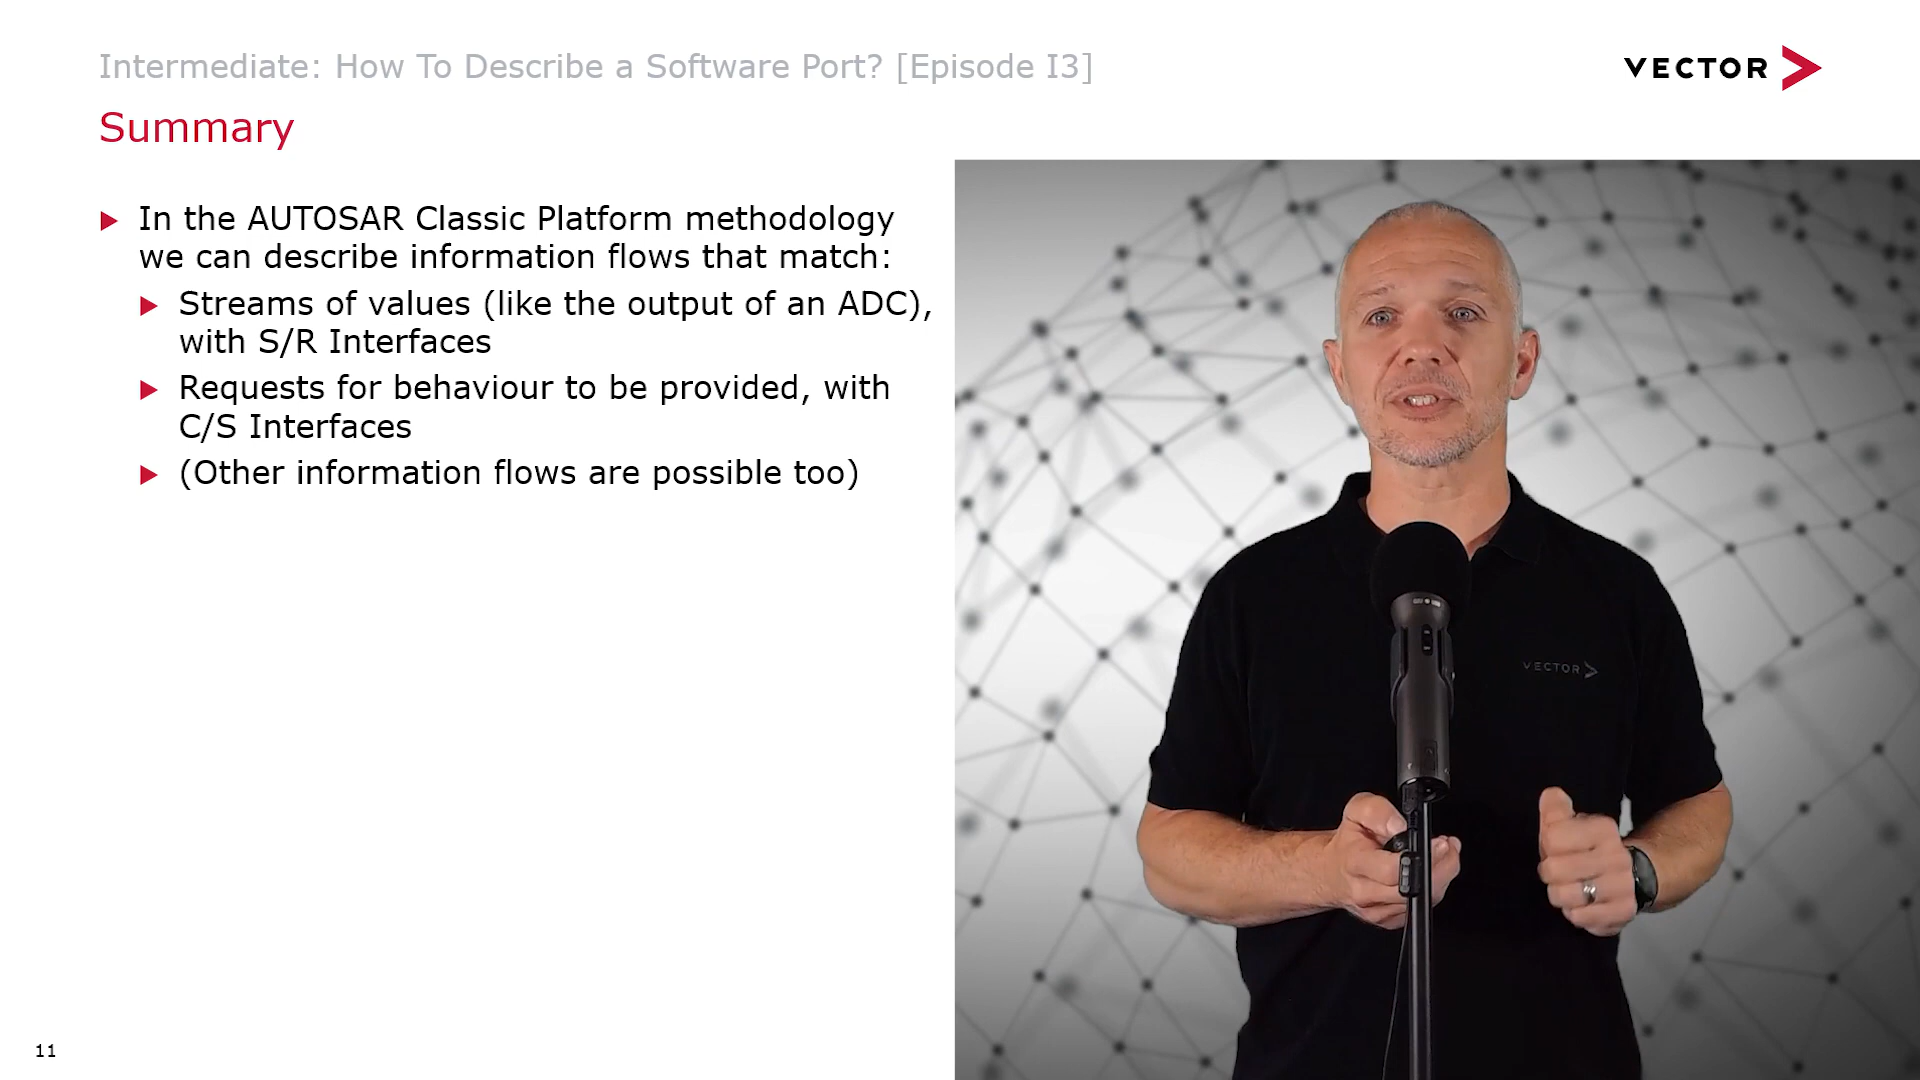 Intermediate: How To Describe a Software Port? [Episode I3]
VECTOR
Summary
In the AUTOSAR Classic Platform methodology
we can describe information flows that match:
Streams of values (like the output of an ADC),
with S/R Interfaces
Requests for behaviour to be provided, with
C/S Interfaces
(Other information flows are possible too)
VECTOR
11